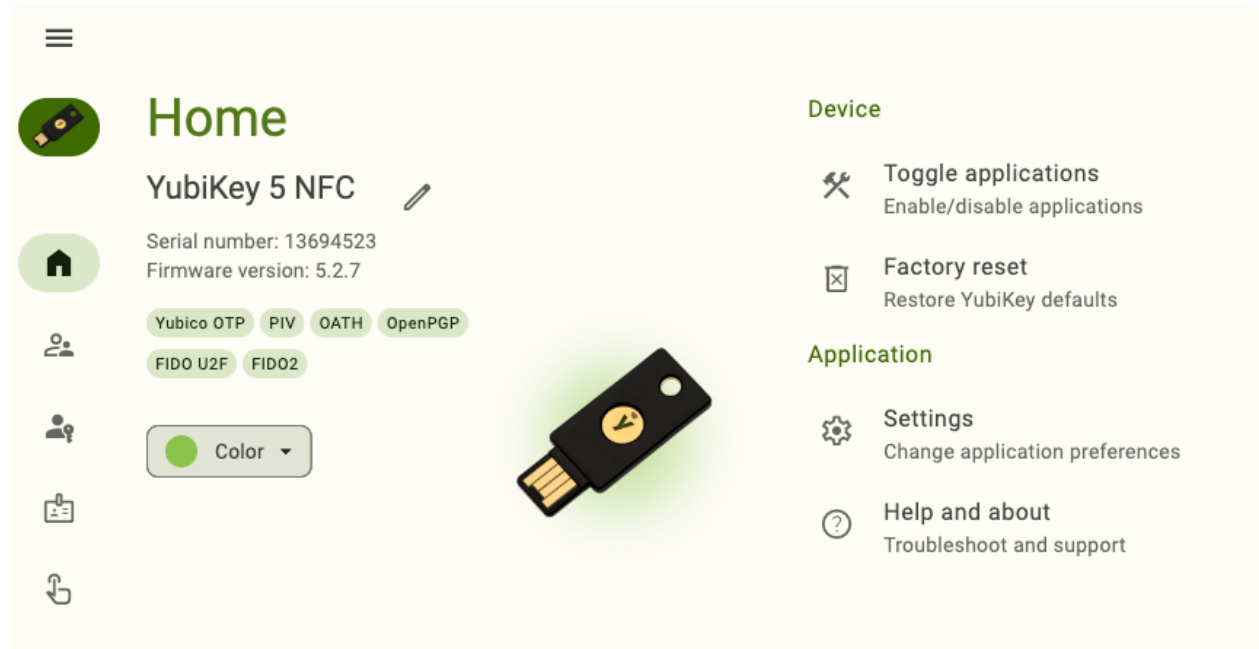 Home
YubiKey 5 NFC
Serial number: 13694523
Firmware version: 5.2.7
Yubico OTP PIV OATH OpenPGP
FIDO U2F FIDO2
Color
y
Device
Toggle applications
Enable/disable applications
Factory reset
Restore YubiKey defaults
Application
Settings
Change application preferences
Help and about
Troubleshoot and support